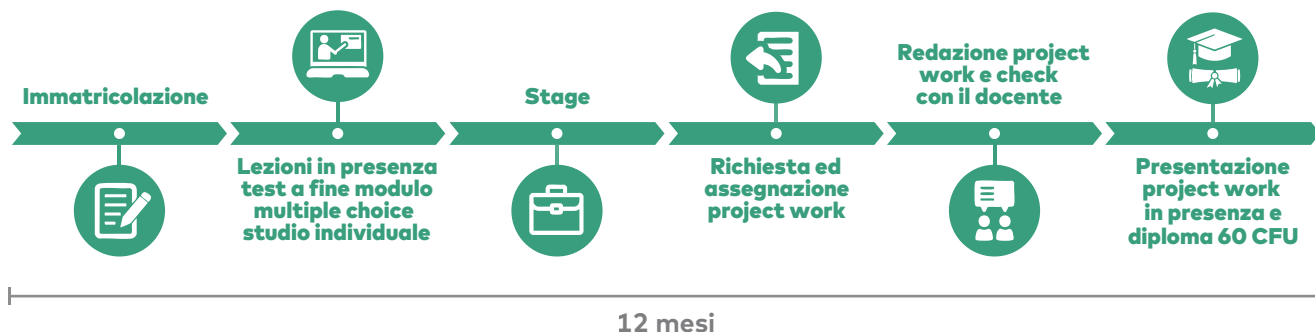 Immatricolazione
Lezioni in presenza
test a fine modulo
multiple choice
studio individuale
Stage
Richiesta ed
assegnazione
project work
Redazione project
work e check
con il docente
Presentazione
project work
in presenza e
diploma 60 CFU
12 mesi